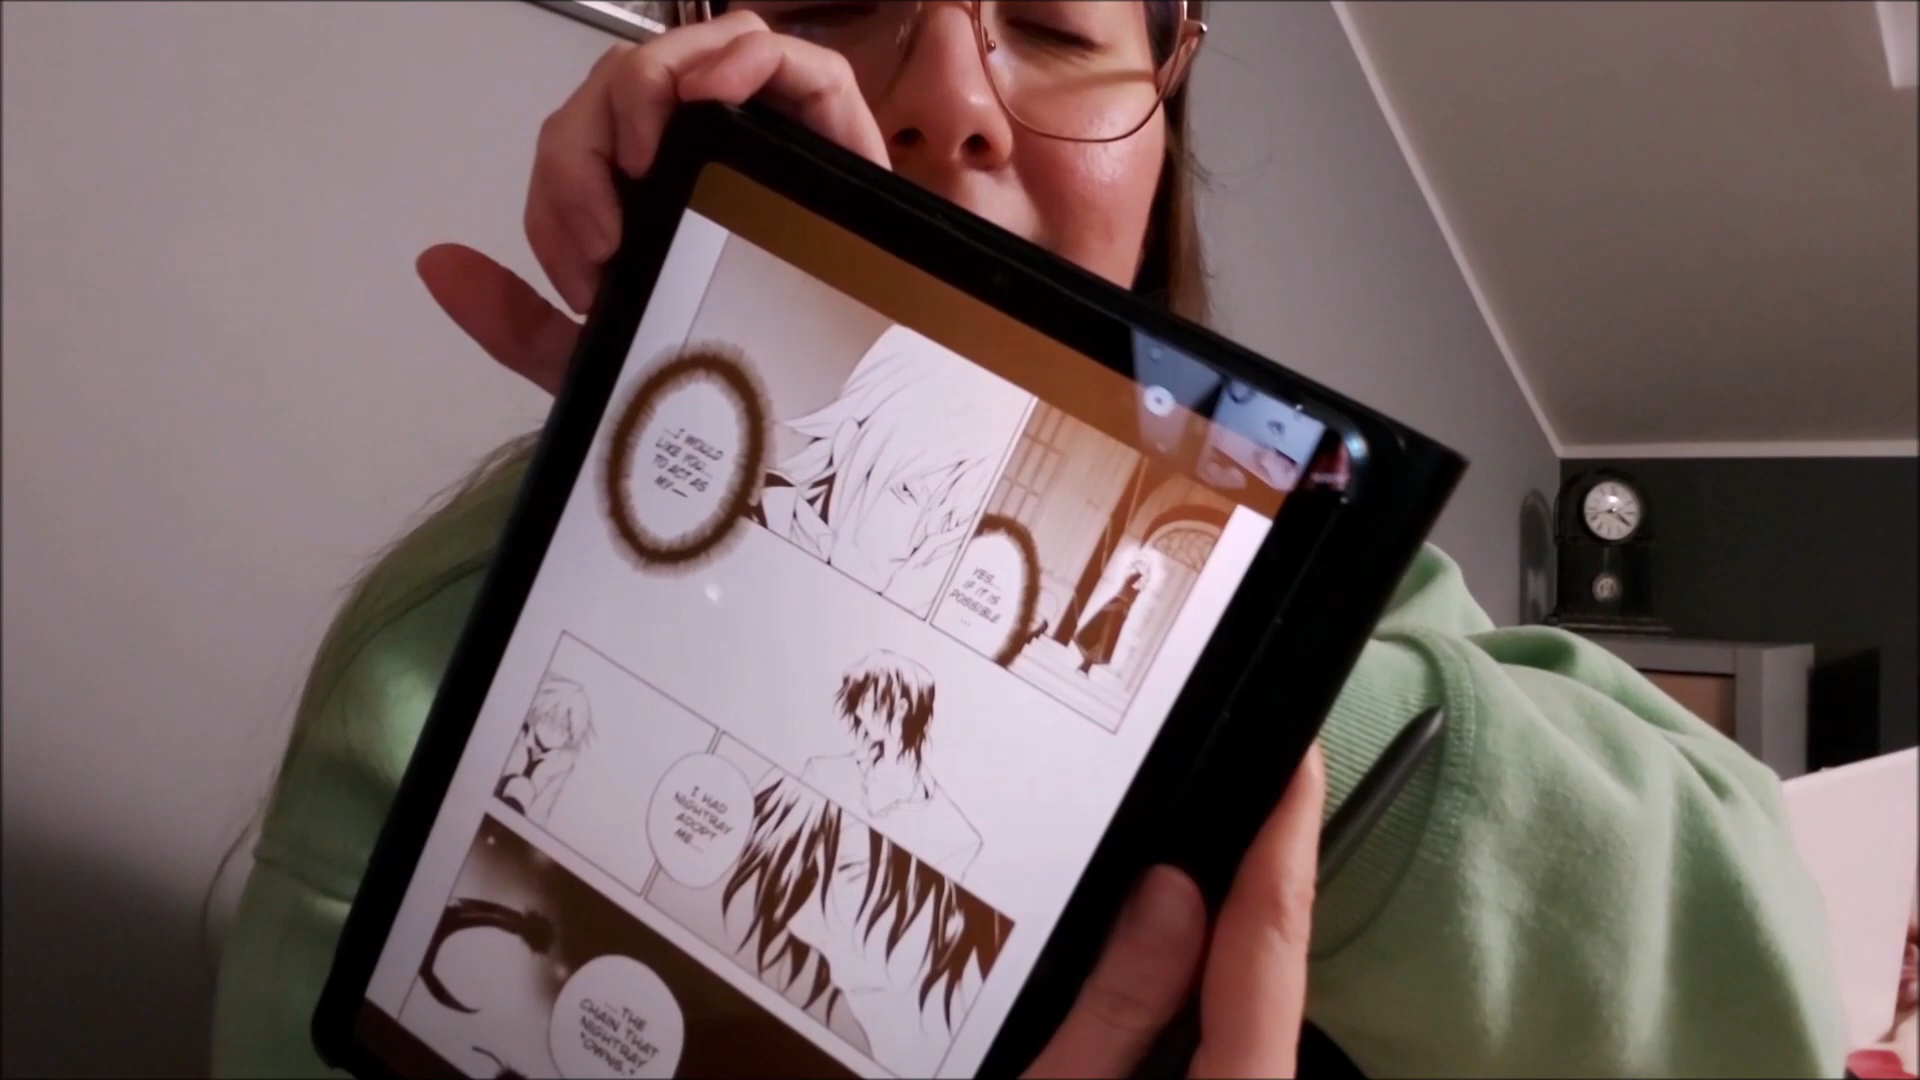 ...I WOULD
LIKE YOU...
TO ACT AS
MY—
YES...
IF IT IS
POSSIBLE
...
I HAD
NIGHTRAY
ADOPT
ME...
...THE
CHAIN THAT
NIGHTRAY
"OWNS."